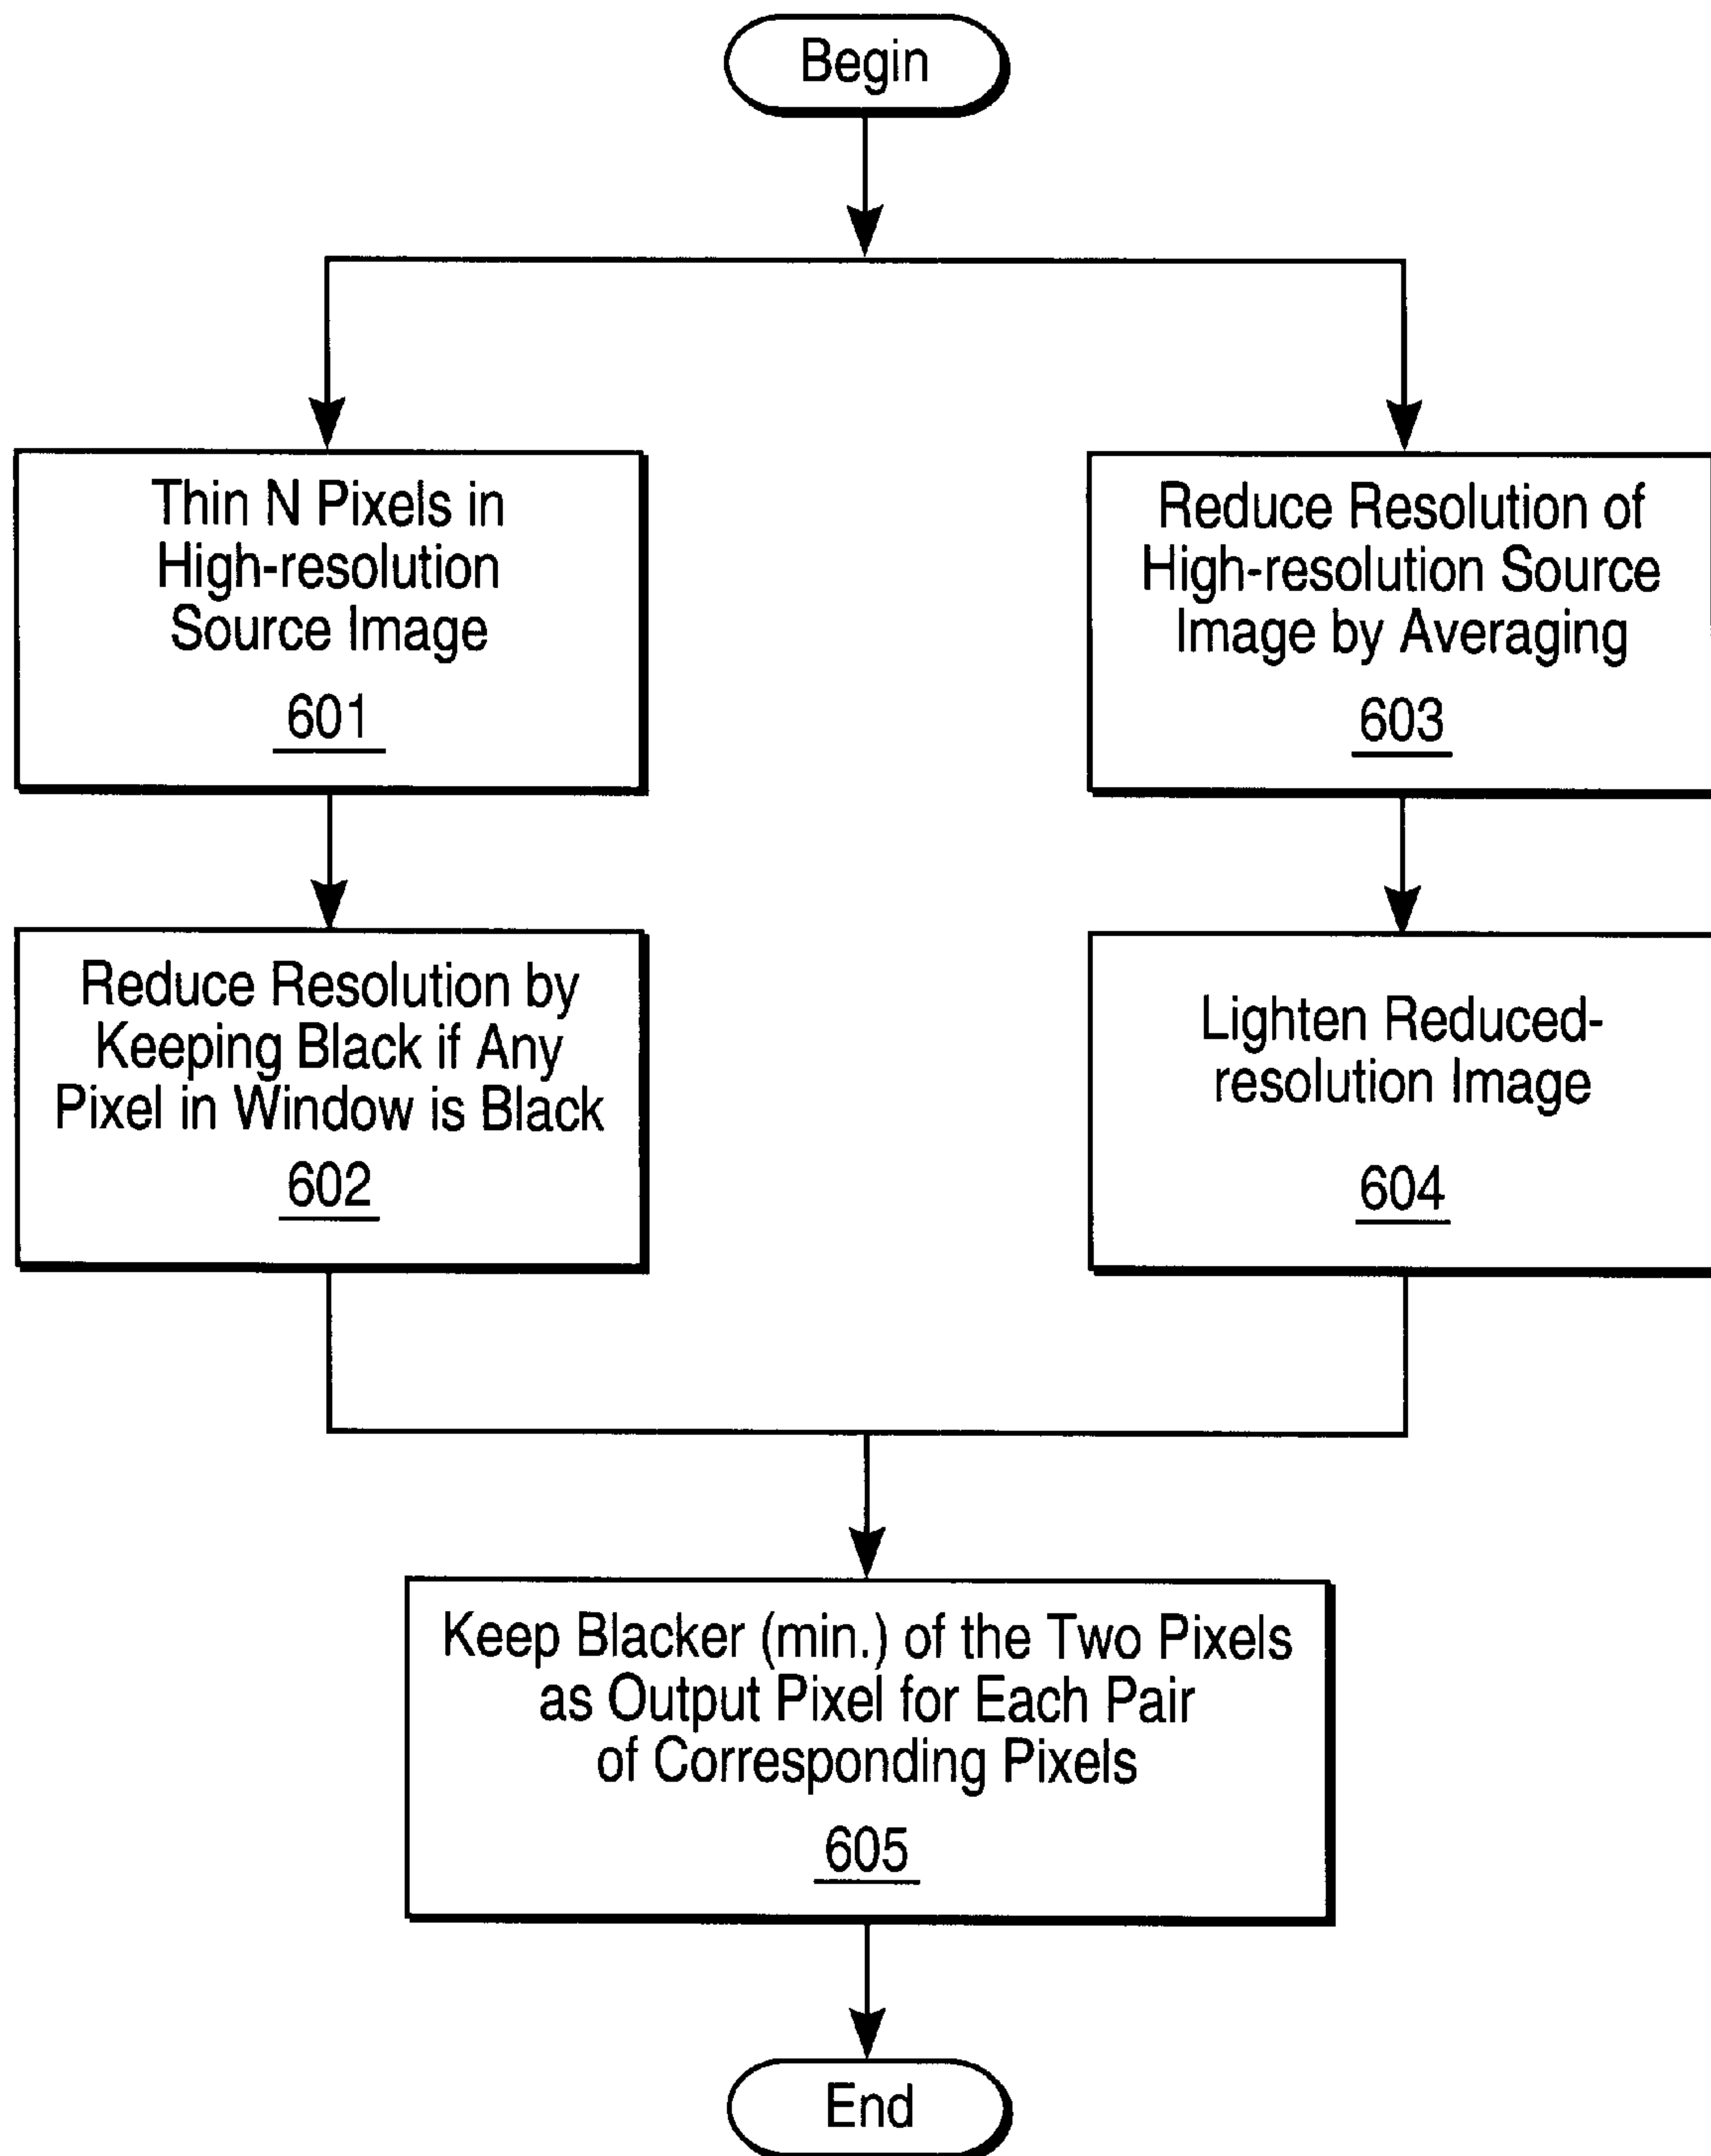 Begin
Thin N Pixels in
High-resolution
Source Image
601
Reduce Resolution of
High-resolution Source
Image by Averaging
603
Reduce Resolution by
Keeping Black if Any
Pixel in Window is Black
602
Lighten Reduced-
resolution Image
604
Keep Blacker (min.) of the Two Pixels
as Output Pixel for Each Pair
of Corresponding Pixels
605
End